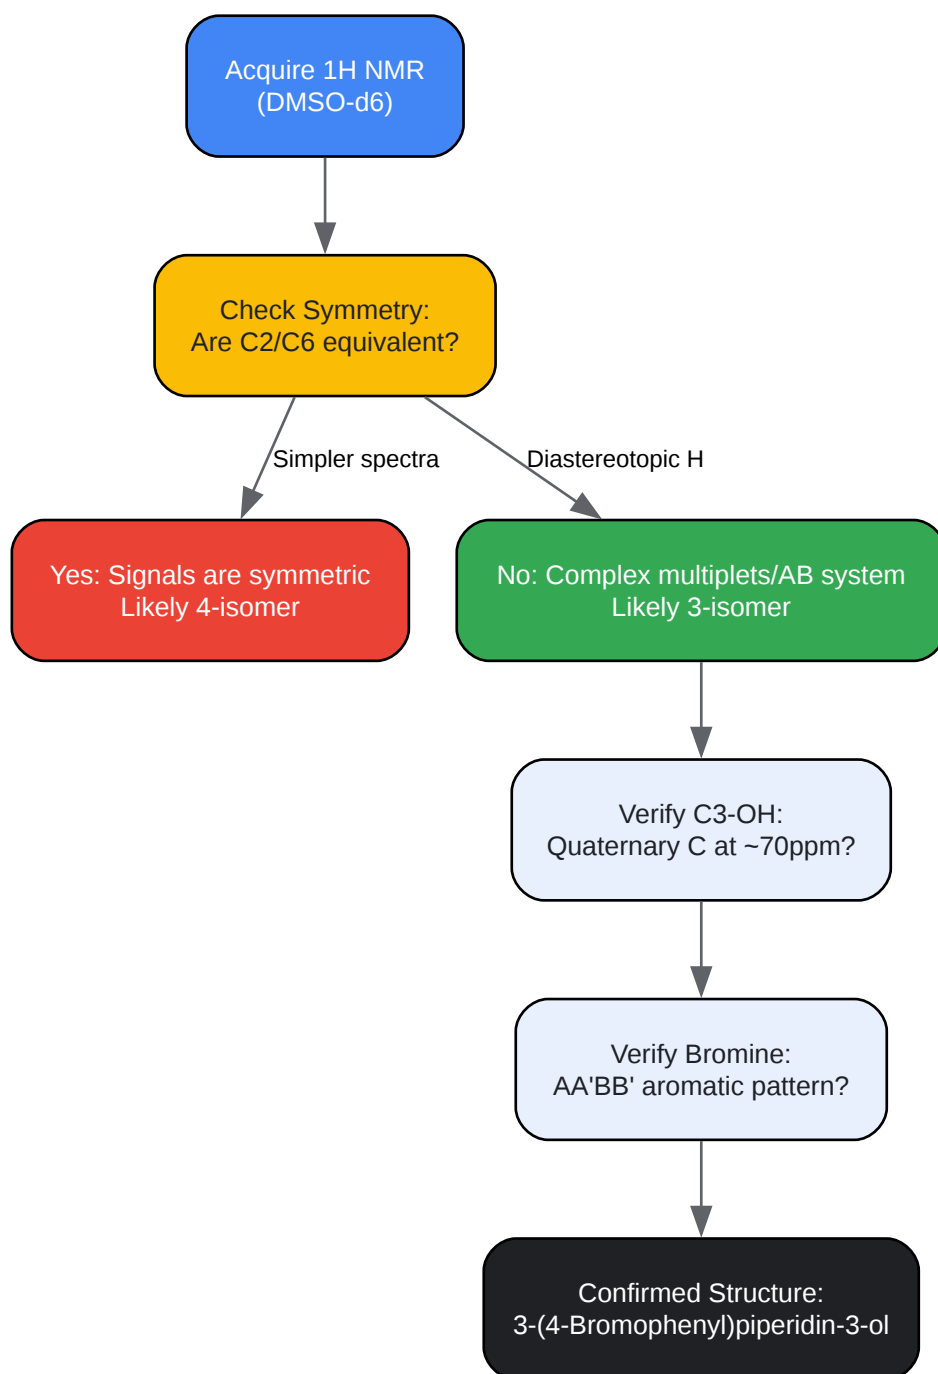 Acquire 1H NMR
(DMSO-d6)
Check Symmetry:
Are C2/C6 equivalent?
Simpler spectra
Diastereotopic H
Yes: Signals are symmetric
Likely 4-isomer
No: Complex multiplets/AB system
Likely 3-isomer
Verify C3-OH:
Quaternary C at ~70ppm?
Verify Bromine:
AA'BB' aromatic pattern?
Confirmed Structure:
3-(4-Bromophenyl)piperidin-3-ol